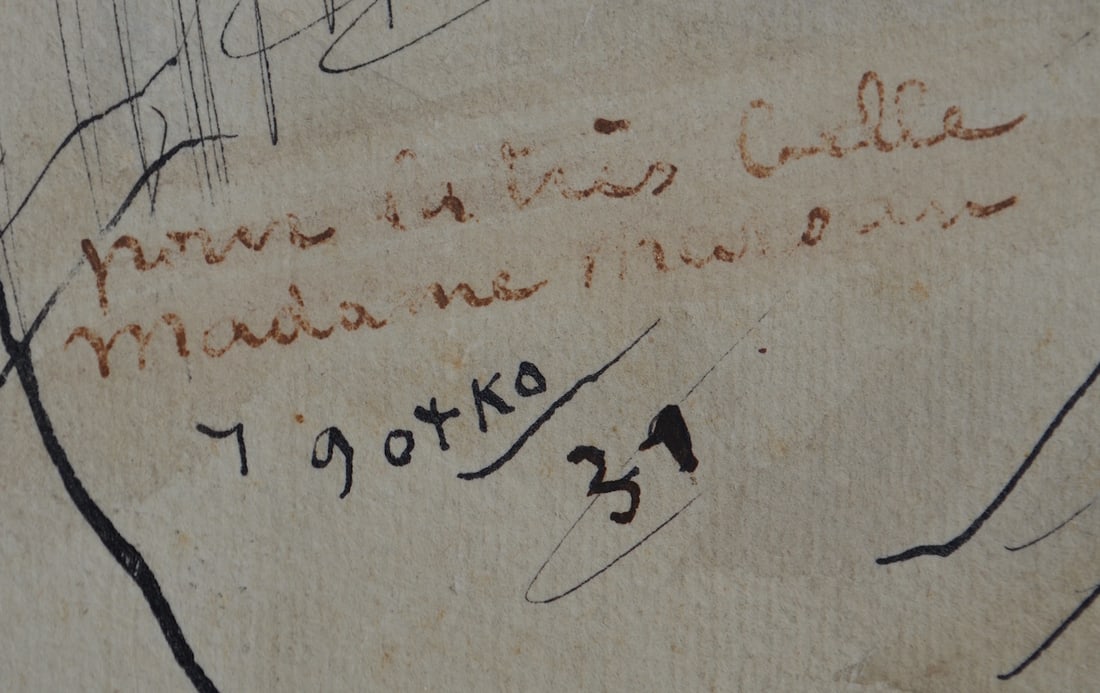 pour la très belle
madame
J gotko
31